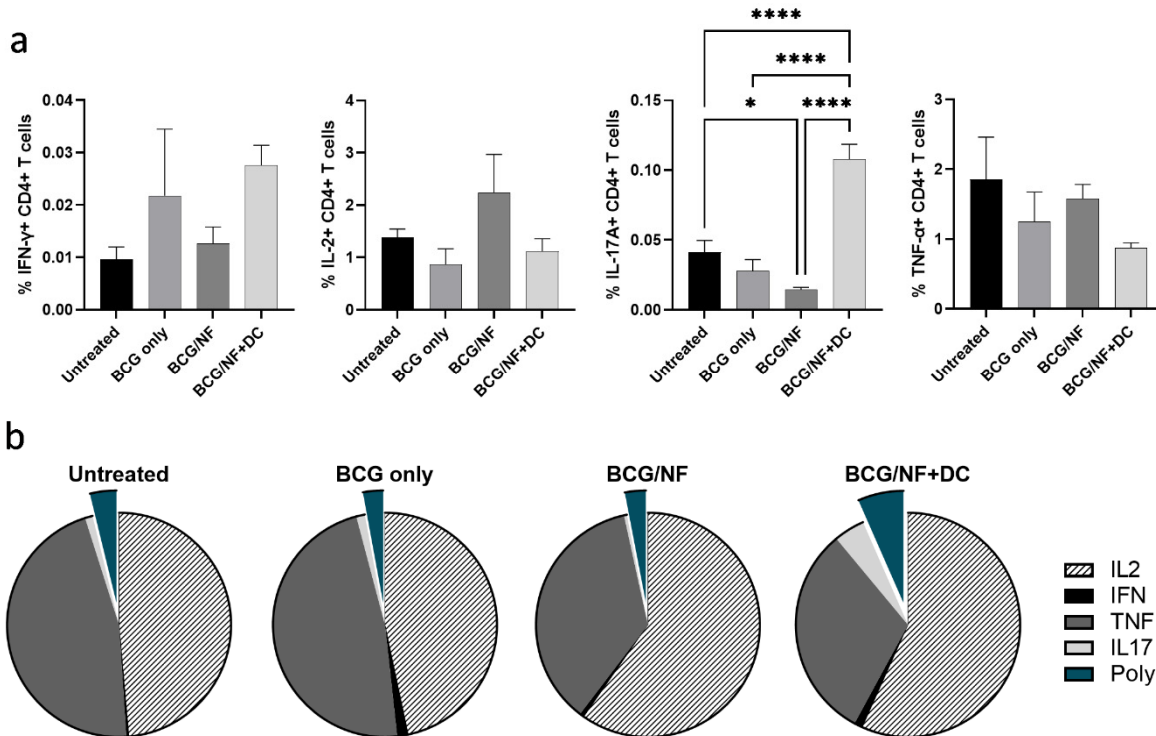 a
****
****
* ****
% IFN-γ+ CD4+ T cells
0.04
0.03
0.02
0.01
0.00
Untreated
BCG only
BCG/NF
BCG/NF+DC
% IL-2+ CD4+ T cells
4
3
2
1
0
Untreated
BCG only
BCG/NF
BCG/NF+DC
% IL-17A+ CD4+ T cells
0.15
0.10
0.05
0.00
Untreated
BCG only
BCG/NF
BCG/NF+DC
% TNF-α+ CD4+ T cells
3
2
1
0
Untreated
BCG only
BCG/NF
BCG/NF+DC
b
Untreated
BCG only
BCG/NF
BCG/NF+DC
IL2
IFN
TNF
IL17
Poly